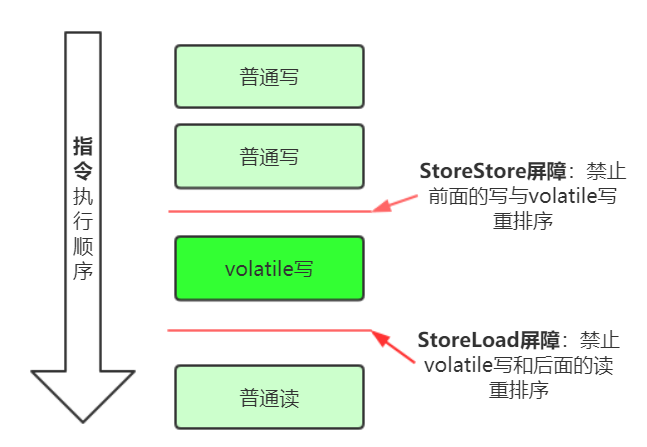 普通写
普通写
指令执行顺序
StoreStore屏障：禁止
前面的写与volatile写
重排序
volatile写
StoreLoad屏障：禁止
volatile写和后面的读
重排序
普通读